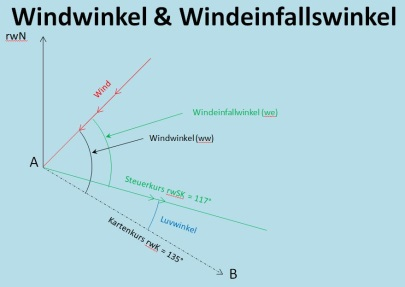 Windwinkel & Windeinfallswinkel
rwN
Wind
Windeinfallwinkel (we)
Windwinkel (ww)
A
Steuerkurs rwSK = 117°
Luvwinkel
Kartenkurs rwK = 135°
B